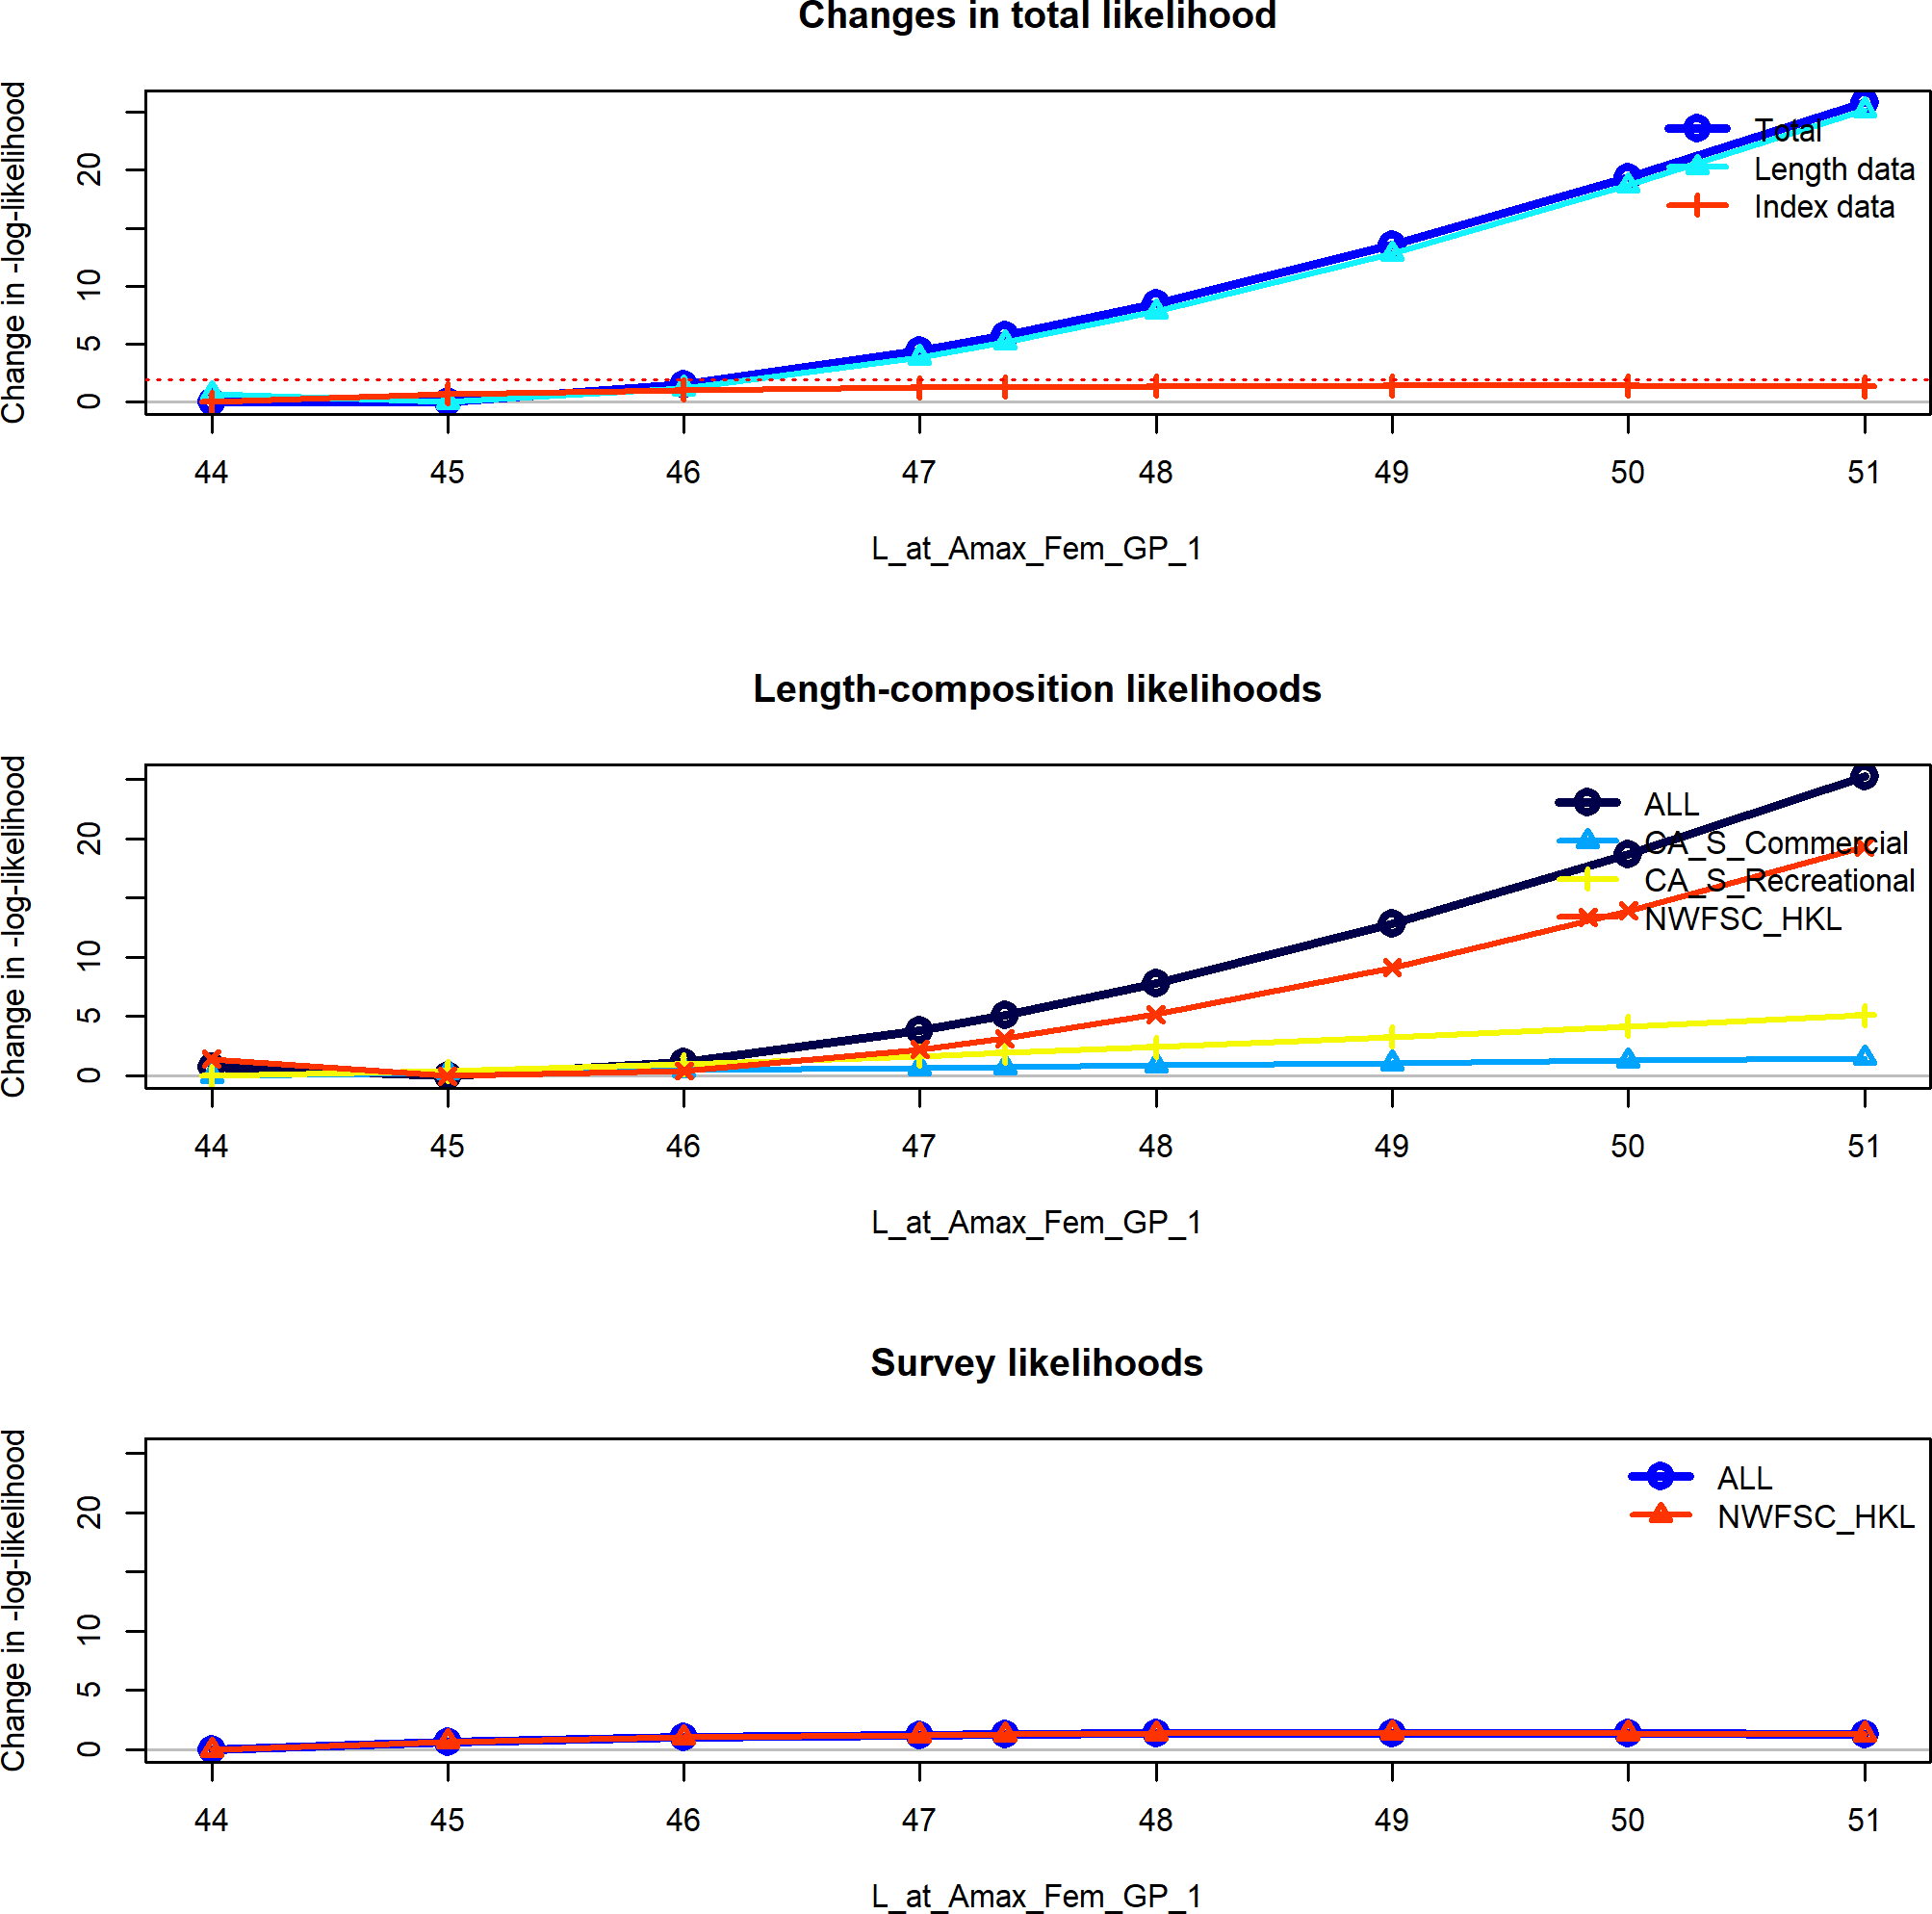 Changes in total likelihood
Change in -log-likelihood
20
10
5
0
Total
Length data
Index data
44 45 46 47 48 49 50 51
L_at_Amax_Fem_GP_1
Length-composition likelihoods
Change in -log-likelihood
20
10
5
0
ALL
CA_S_Commercial
CA_S_Recreational
NWFSC_HKL
44 45 46 47 48 49 50 51
L_at_Amax_Fem_GP_1
Survey likelihoods
Change in -log-likelihood
20
10
5
0
ALL
NWFSC_HKL
44 45 46 47 48 49 50 51
L_at_Amax_Fem_GP_1